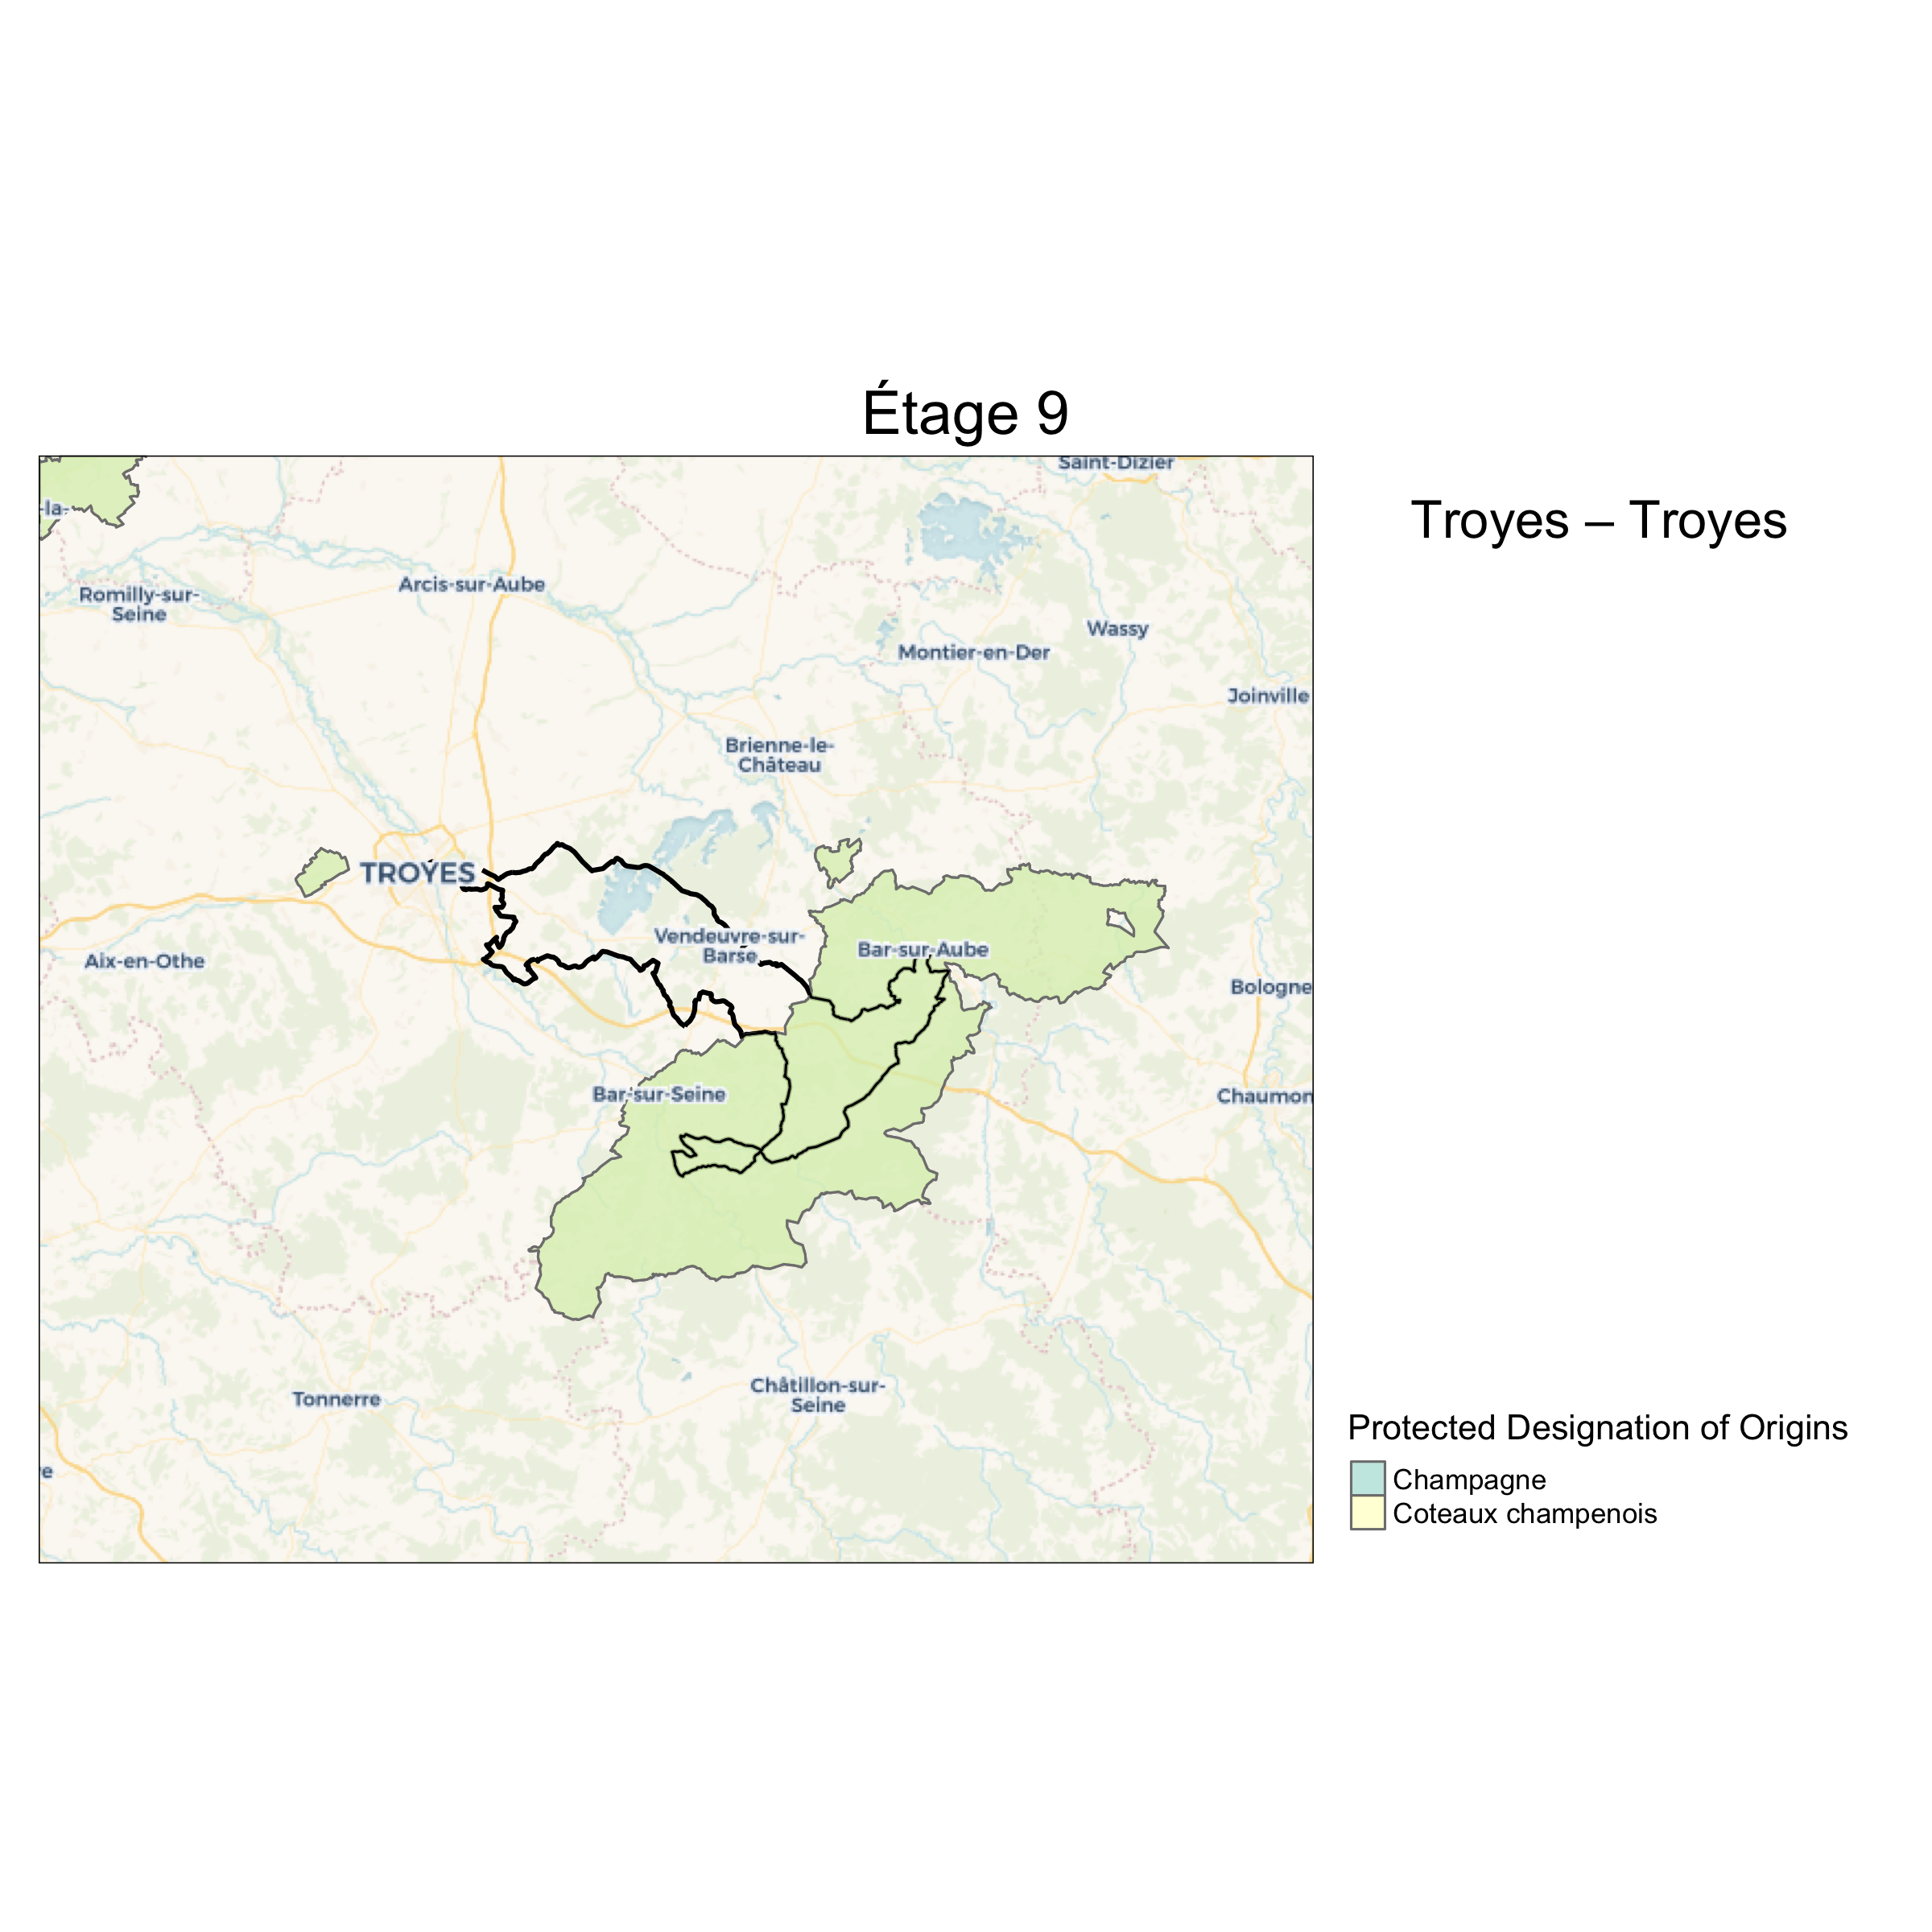 Étage 9
Troyes – Troyes
Saint-Dizier
-la-
Romilly-sur-
Seine
Arcis-sur-Aube
Wassy
Montier-en-Der
Joinville
Brienne-le-
Château
TROYES
Vendeuvre-sur-
Barse
Bar-sur-Aube
Aix-en-Othe
Bologne
Bar-sur-Seine
Chaumon
Tonnerre
Châtillon-sur-
Seine
e
Protected Designation of Origins
Champagne
Coteaux champenois